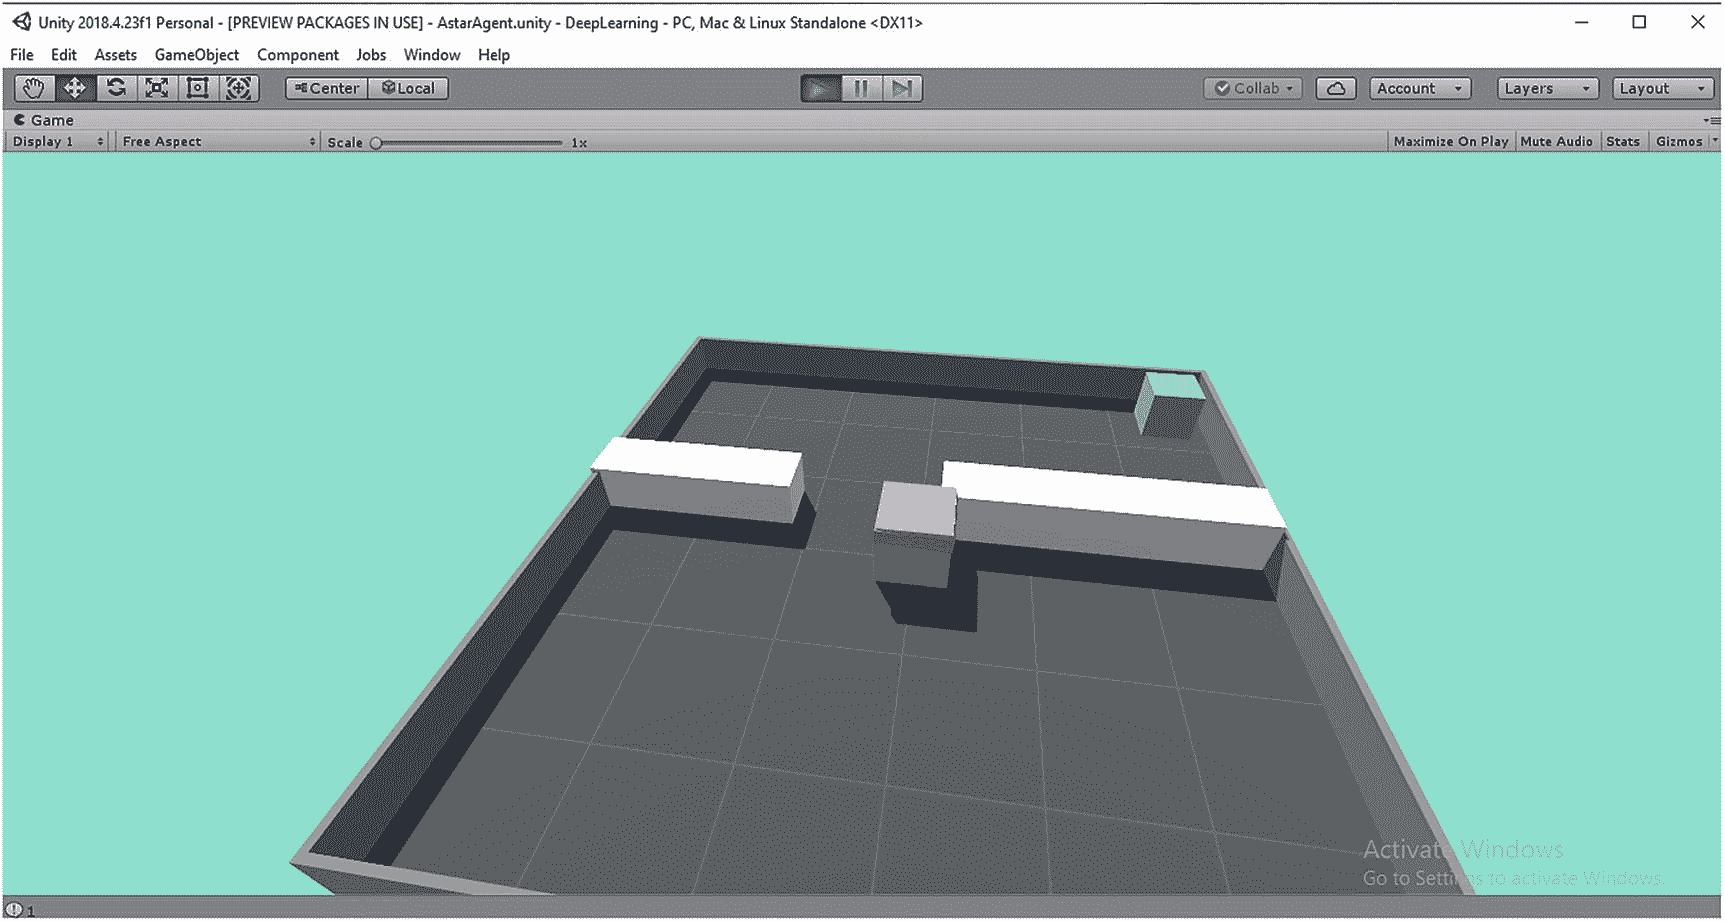 Unity 2018.4.23f1 Personal - [PREVIEW PACKAGES IN USE] - AstarAgent.unity - DeepLearning - PC, Mac & Linux Standalone <DX11>
File Edit Assets GameObject Component Jobs Window Help
Center Local Collab Account Layers Layout
Game
Display 1 Free Aspect Scale 1x Maximize On Play Mute Audio Stats Gizmos
Activate Windows
Go to Settings to activate Windows.
1